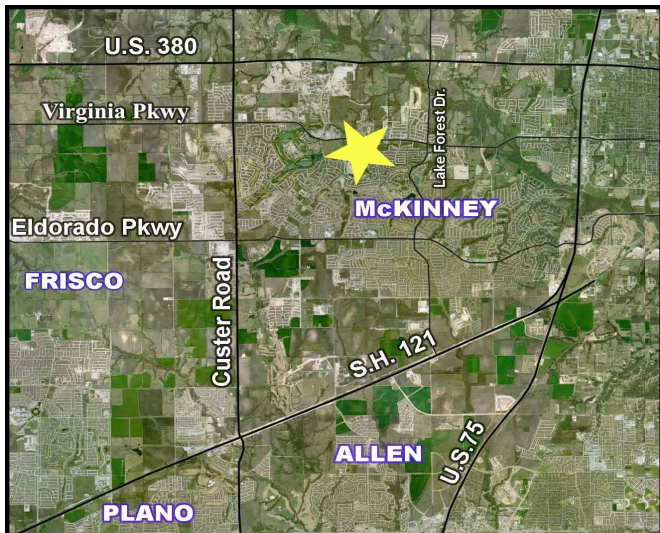 U.S. 380
Virginia Pkwy
Lake Forest Dr.
McKINNEY
Eldorado Pkwy
FRISCO
Custer Road
S.H. 121
ALLEN
U.S.75
PLANO